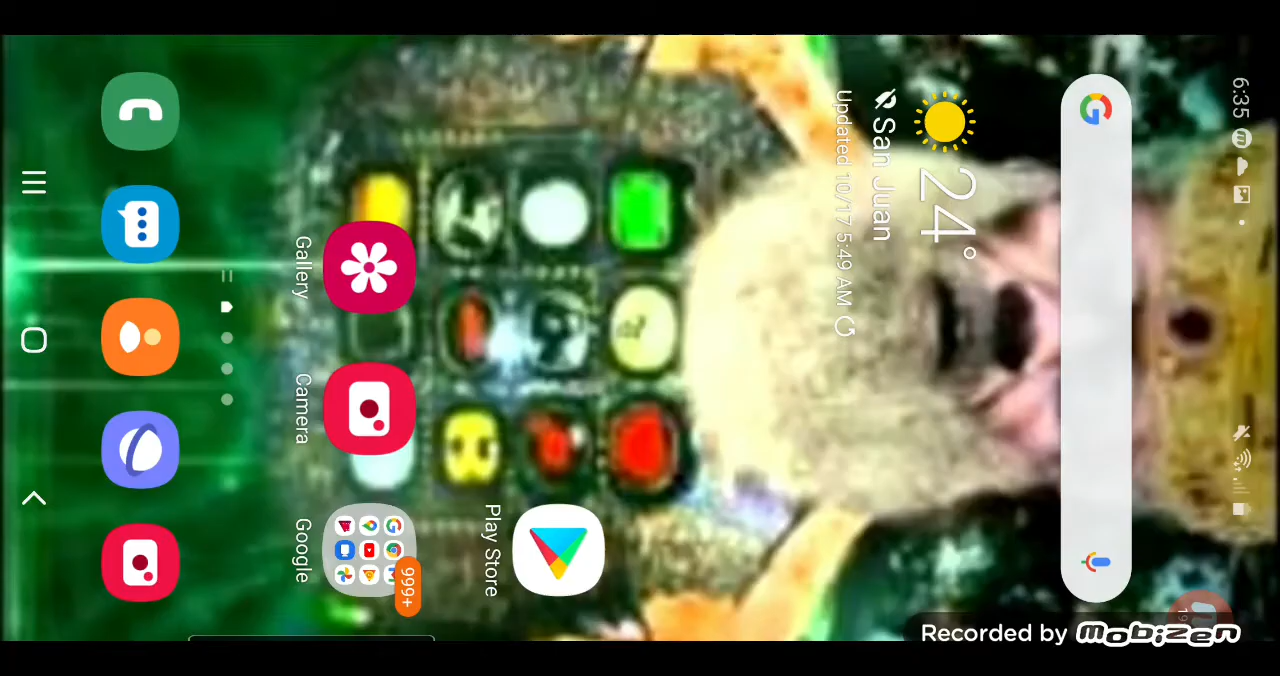 6:35
24°
San Juan
Updated 10/17 5:49 AM
Play Store
Gallery
Camera
Google
999+
Recorded by mobizen